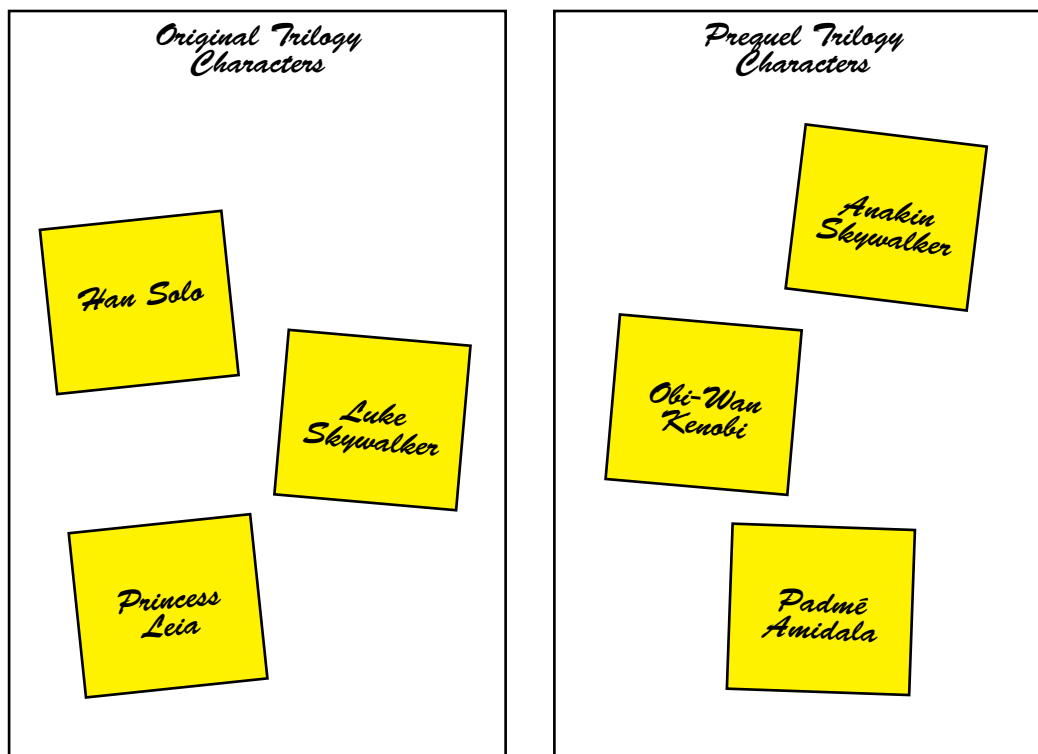 Original Trilogy
Characters
Han Solo
Luke
Skywalker
Princess
Leia
Prequel Trilogy
Characters
Anakin
Skywalker
Obi-Wan
Kenobi
Padmé
Amidala